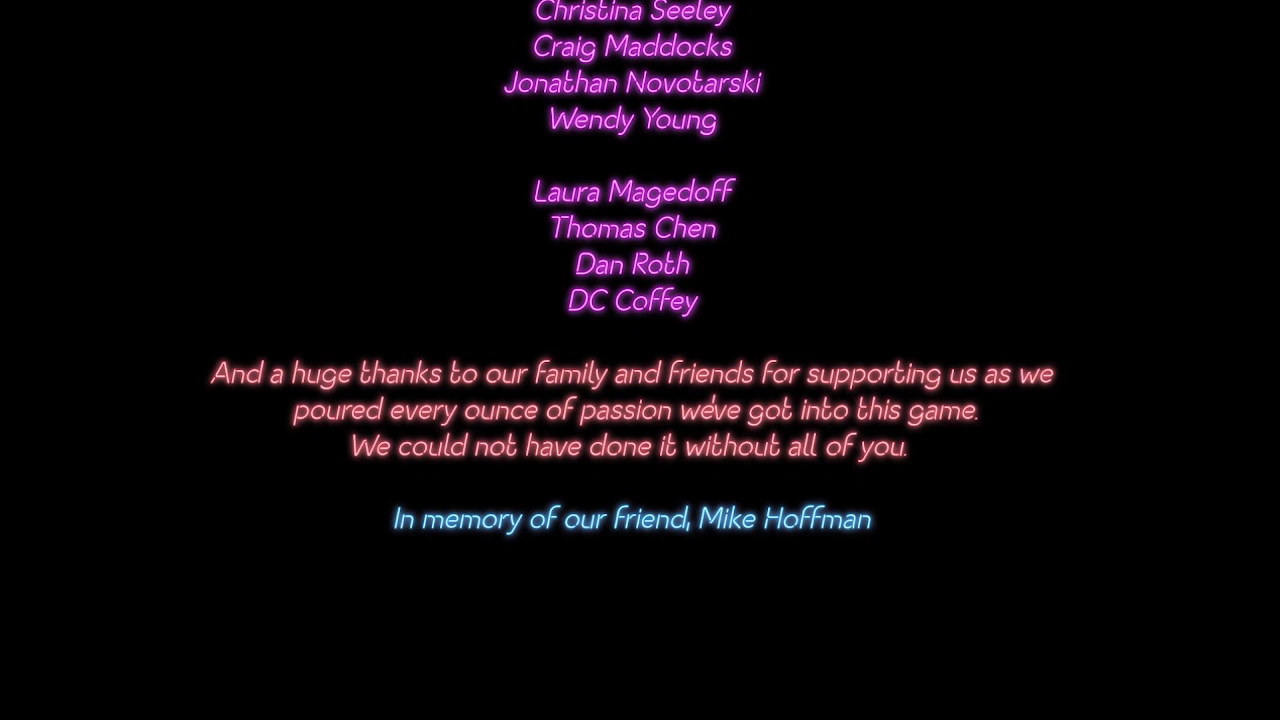 Christina Seeley
Craig Maddocks
Jonathan Novotarski
Wendy Young
Laura Magedoff
Thomas Chen
Dan Roth
DC Coffey
And a huge thanks to our family and friends for supporting us as we
poured every ounce of passion we've got into this game.
We could not have done it without all of you.
In memory of our friend, Mike Hoffman